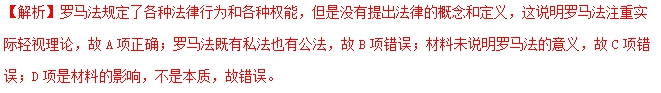 【解析】罗马法规定了各种法律行为和各种权能，但是没有提出法律的概念和定义，这说明罗马法注重实
际轻视理论，故 A 项正确；罗马法既有私法也有公法，故 B 项错误；材料未说明罗马法的意义，故 C 项错
误；D 项是材料的影响，不是本质，故错误。